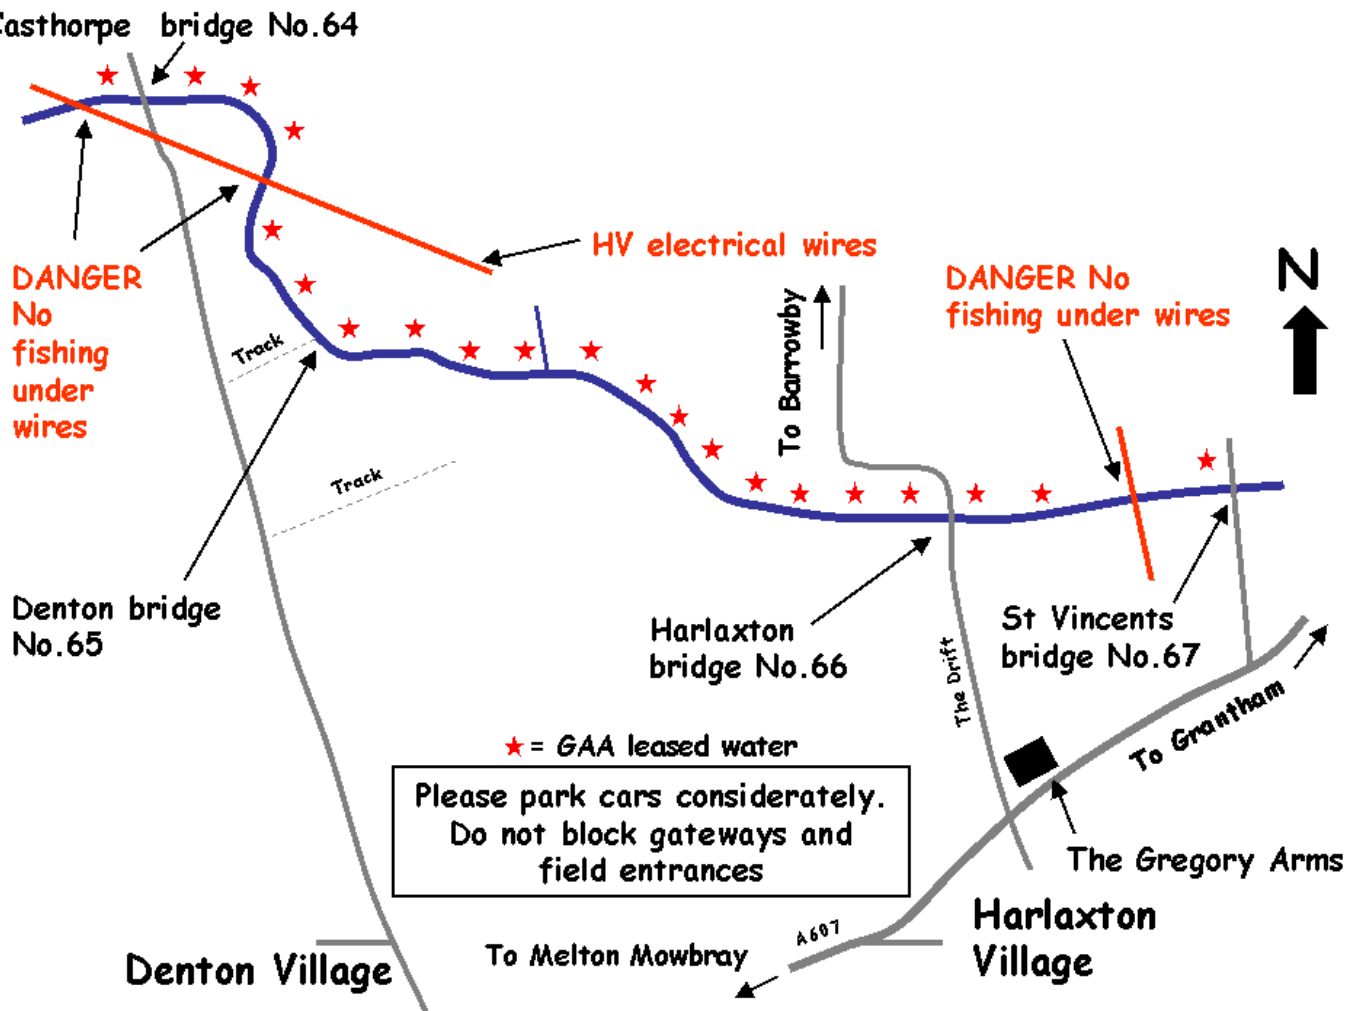 Casthorpe bridge No.64
HV electrical wires
DANGER
No
fishing
under
wires
DANGER No
fishing under wires
N
To Barrowby
Track
Track
Denton bridge
No.65
Harlaxton
bridge No.66
St Vincents
bridge No.67
The Drift
To Grantham
= GAA leased water
Please park cars considerately.
Do not block gateways and
field entrances
The Gregory Arms
Harlaxton
Village
A607
To Melton Mowbray
Denton Village